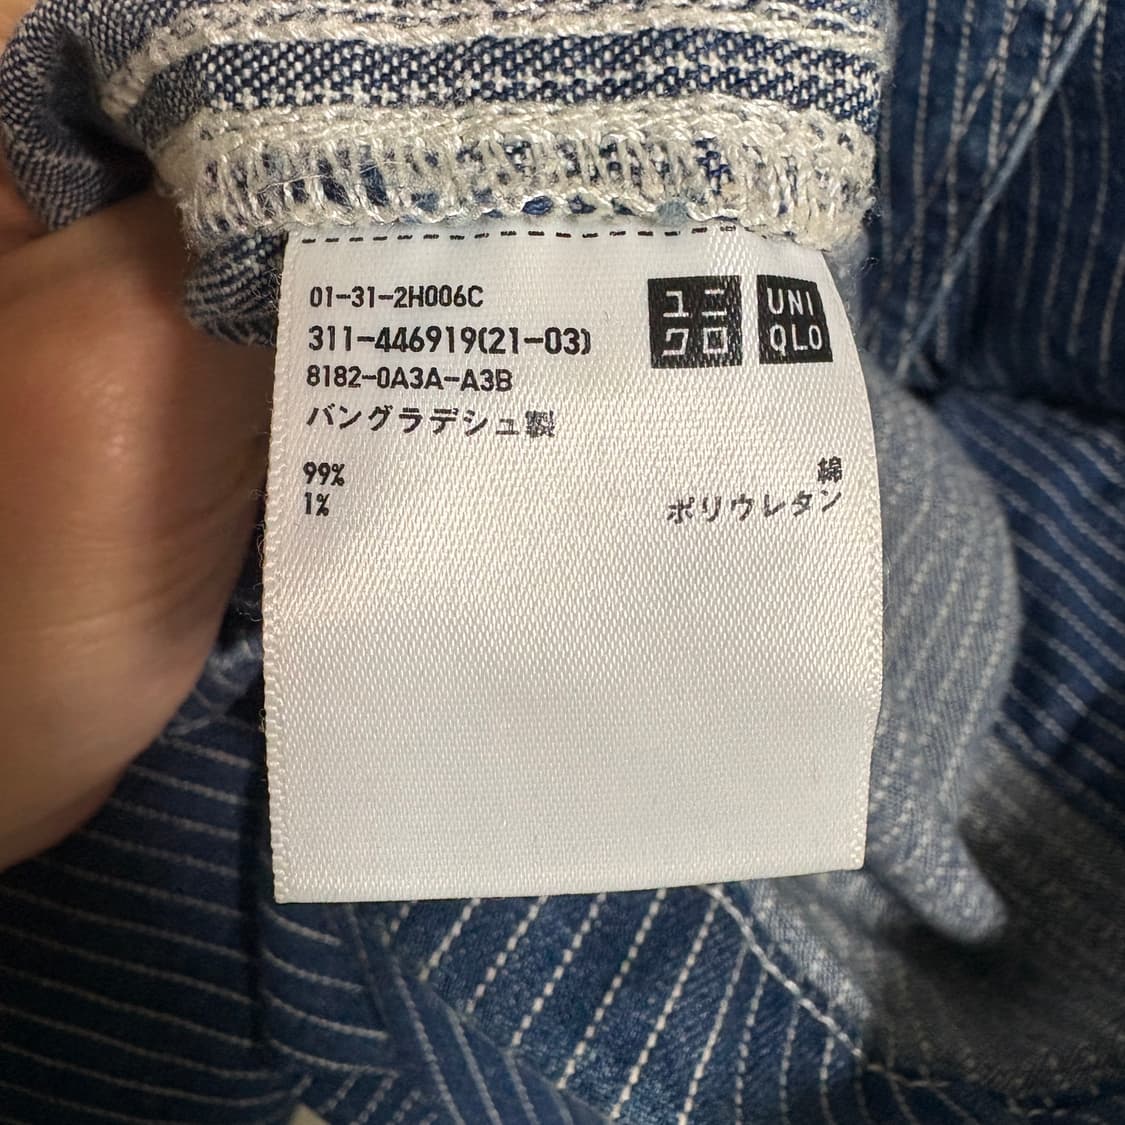 01-31-2H006C
311-446919(21-03)
8182-0A3A-A3B
バングラデシュ製
ユニ
クロ
UNI
QLO
99% 綿
1% ポリウレタン